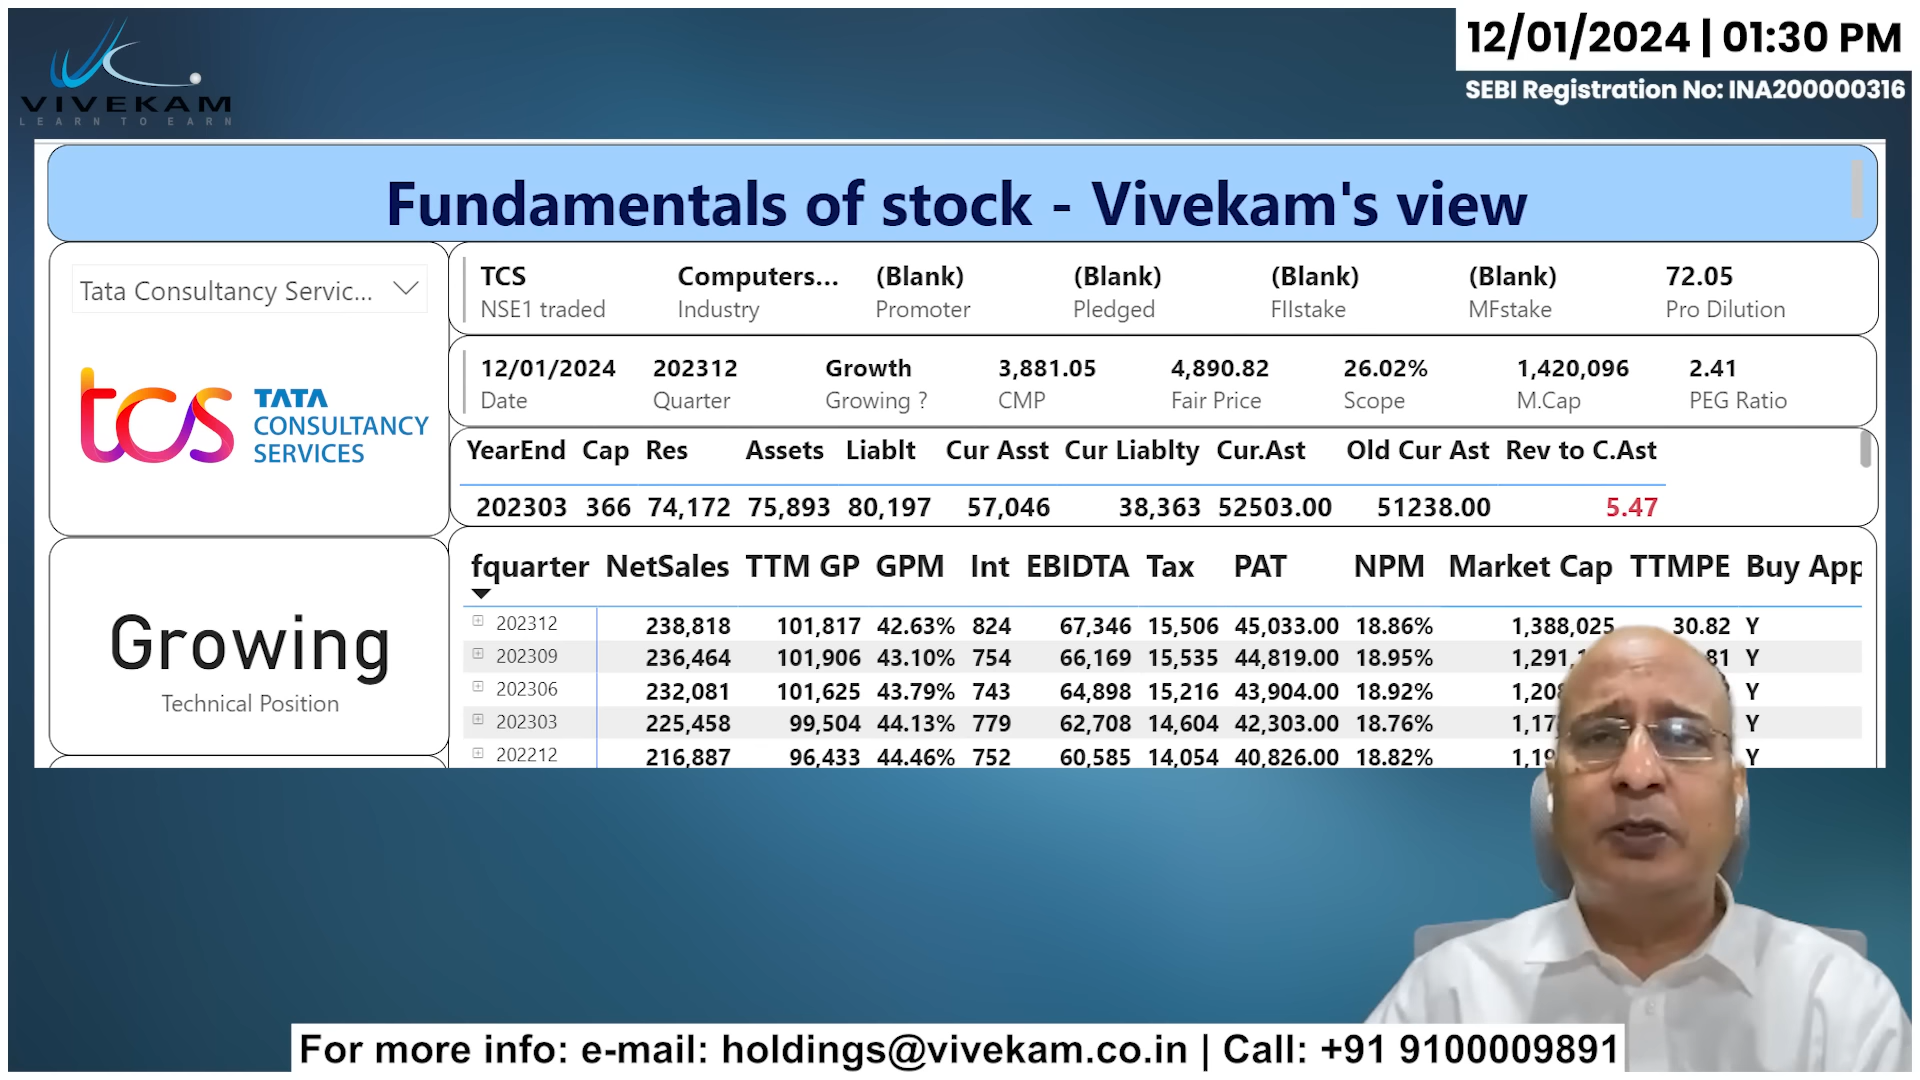 VIVEKAM
LEARN TO EARN
12/01/2024 | 01:30 PM
SEBI Registration No: INA200000316
Fundamentals of stock - Vivekam's view
Tata Consultancy Servic...
tcs TATA
CONSULTANCY
SERVICES
Growing
Technical Position
TCS Computers... (Blank) (Blank) (Blank) (Blank) 72.05
NSE1 traded Industry Promoter Pledged FIIstake MFstake Pro Dilution
12/01/2024 202312 Growth 3,881.05 4,890.82 26.02% 1,420,096 2.41
Date Quarter Growing ? CMP Fair Price Scope M.Cap PEG Ratio
YearEnd Cap Res Assets Liablt Cur Asst Cur Liablty Cur.Ast Old Cur Ast Rev to C.Ast
202303 366 74,172 75,893 80,197 57,046 38,363 52503.00 51238.00 5.47
fquarter NetSales TTM GP GPM Int EBIDTA Tax PAT NPM Market Cap TTMPE Buy App
202312 238,818 101,817 42.63% 824 67,346 15,506 45,033.00 18.86% 1,388,025 30.82 Y
202309 236,464 101,906 43.10% 754 66,169 15,535 44,819.00 18.95% 1,291, 81 Y
202306 232,081 101,625 43.79% 743 64,898 15,216 43,904.00 18.92% 1,208 Y
202303 225,458 99,504 44.13% 779 62,708 14,604 42,303.00 18.76% 1,17 Y
202212 216,887 96,433 44.46% 752 60,585 14,054 40,826.00 18.82% 1,19 Y
For more info: e-mail: holdings@vivekam.co.in | Call: +91 9100009891